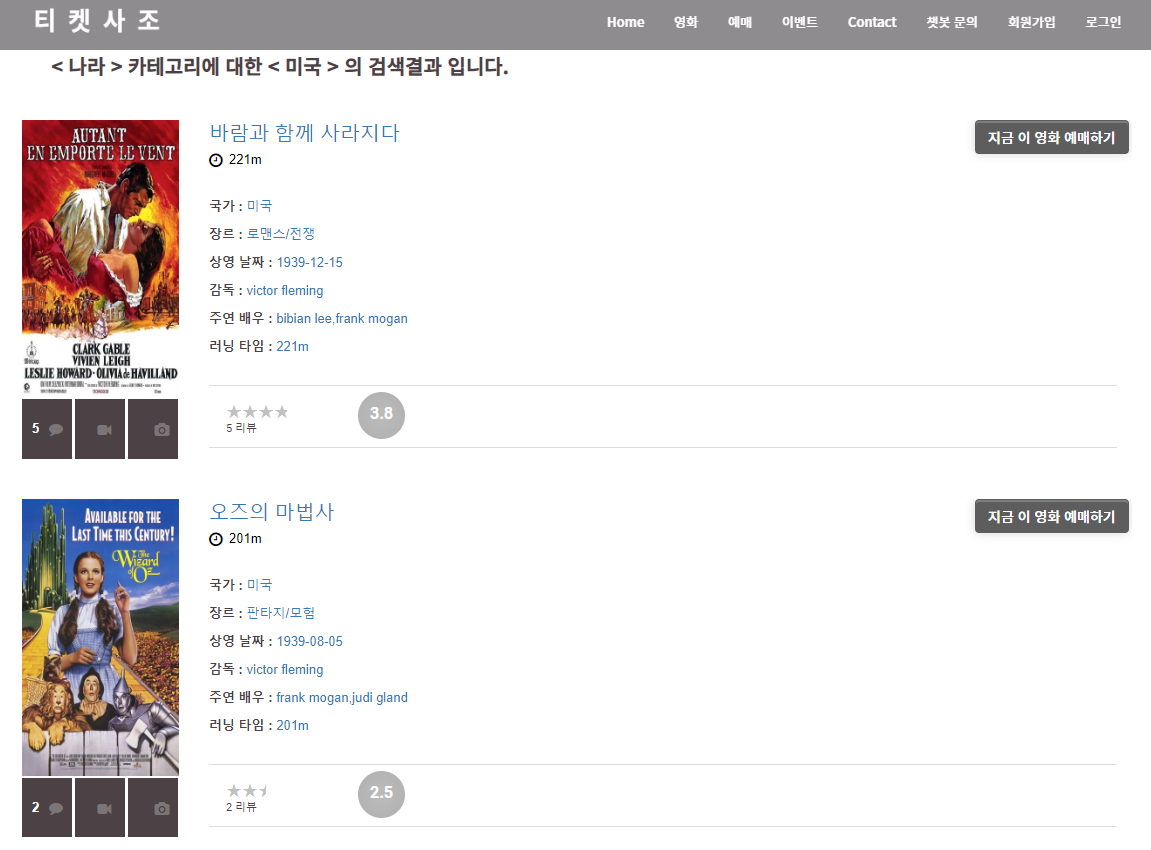 티 켓 사 조
Home 영화 예매 이벤트 Contact 챗봇 문의 회원가입 로그인
< 나라 > 카테고리에 대한 < 미국 > 의 검색결과 입니다.
AUTANT
EN EMPORTE LE VENT
CLARK GABLE
VIVIEN LEIGH
LESLIE HOWARD · OLIVIA de HAVILLAND
5
바람과 함께 사라지다
지금 이 영화 예매하기
221m
국가 : 미국
장르 : 로맨스/전쟁
상영 날짜 : 1939-12-15
감독 : victor fleming
주연 배우 : bibian lee,frank mogan
러닝 타임 : 221m
3.8
5 리뷰
AVAILABLE FOR THE
LAST TIME THIS CENTURY!
The
Wizard
of Oz
2
오즈의 마법사
지금 이 영화 예매하기
201m
국가 : 미국
장르 : 판타지/모험
상영 날짜 : 1939-08-05
감독 : victor fleming
주연 배우 : frank mogan,judi gland
러닝 타임 : 201m
2.5
2 리뷰